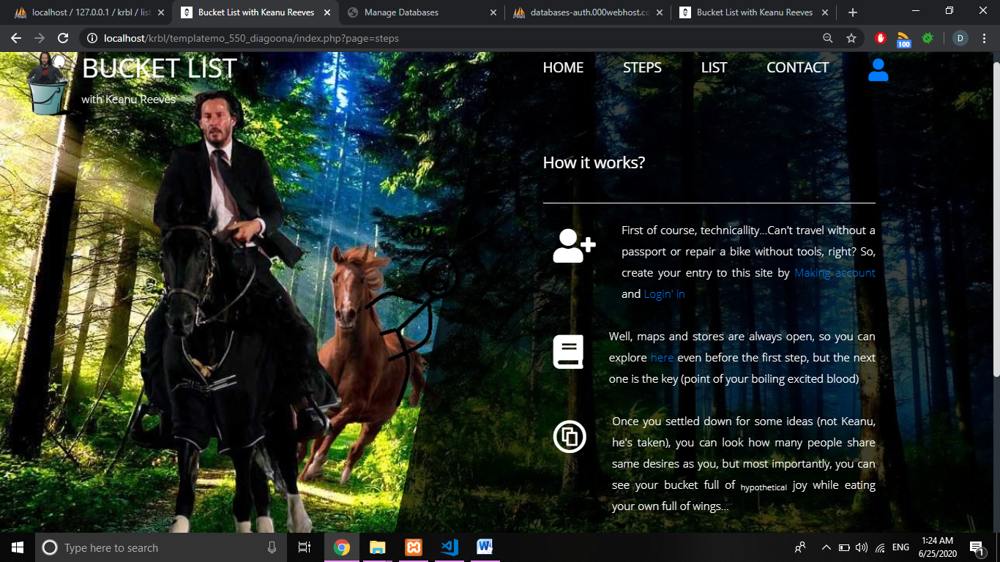 localhost / 127.0.0.1 / krbl / list
Bucket List with Keanu Reeves
Manage Databases
databases-auth.000webhost.co
Bucket List with Keanu Reeves
localhost/krbl/templatemo_550_diagoona/index.php?page=steps
100
D
BUCKET LIST
with Keanu Reeves
HOME
STEPS
LIST
CONTACT
How it works?
YOU
First of course, technicallity...Can't travel without a
passport or repair a bike without tools, right? So,
create your entry to this site by Making account
and Login' in
Well, maps and stores are always open, so you can
explore here even before the first step, but the next
one is the key (point of your boiling excited blood)
Once you settled down for some ideas (not Keanu,
he's taken), you can look how many people share
same desires as you, but most importantly, you can
see your bucket full of hypothetical joy while eating
your own full of wings...
Type here to search
ENG
1:24 AM
6/25/2020
1